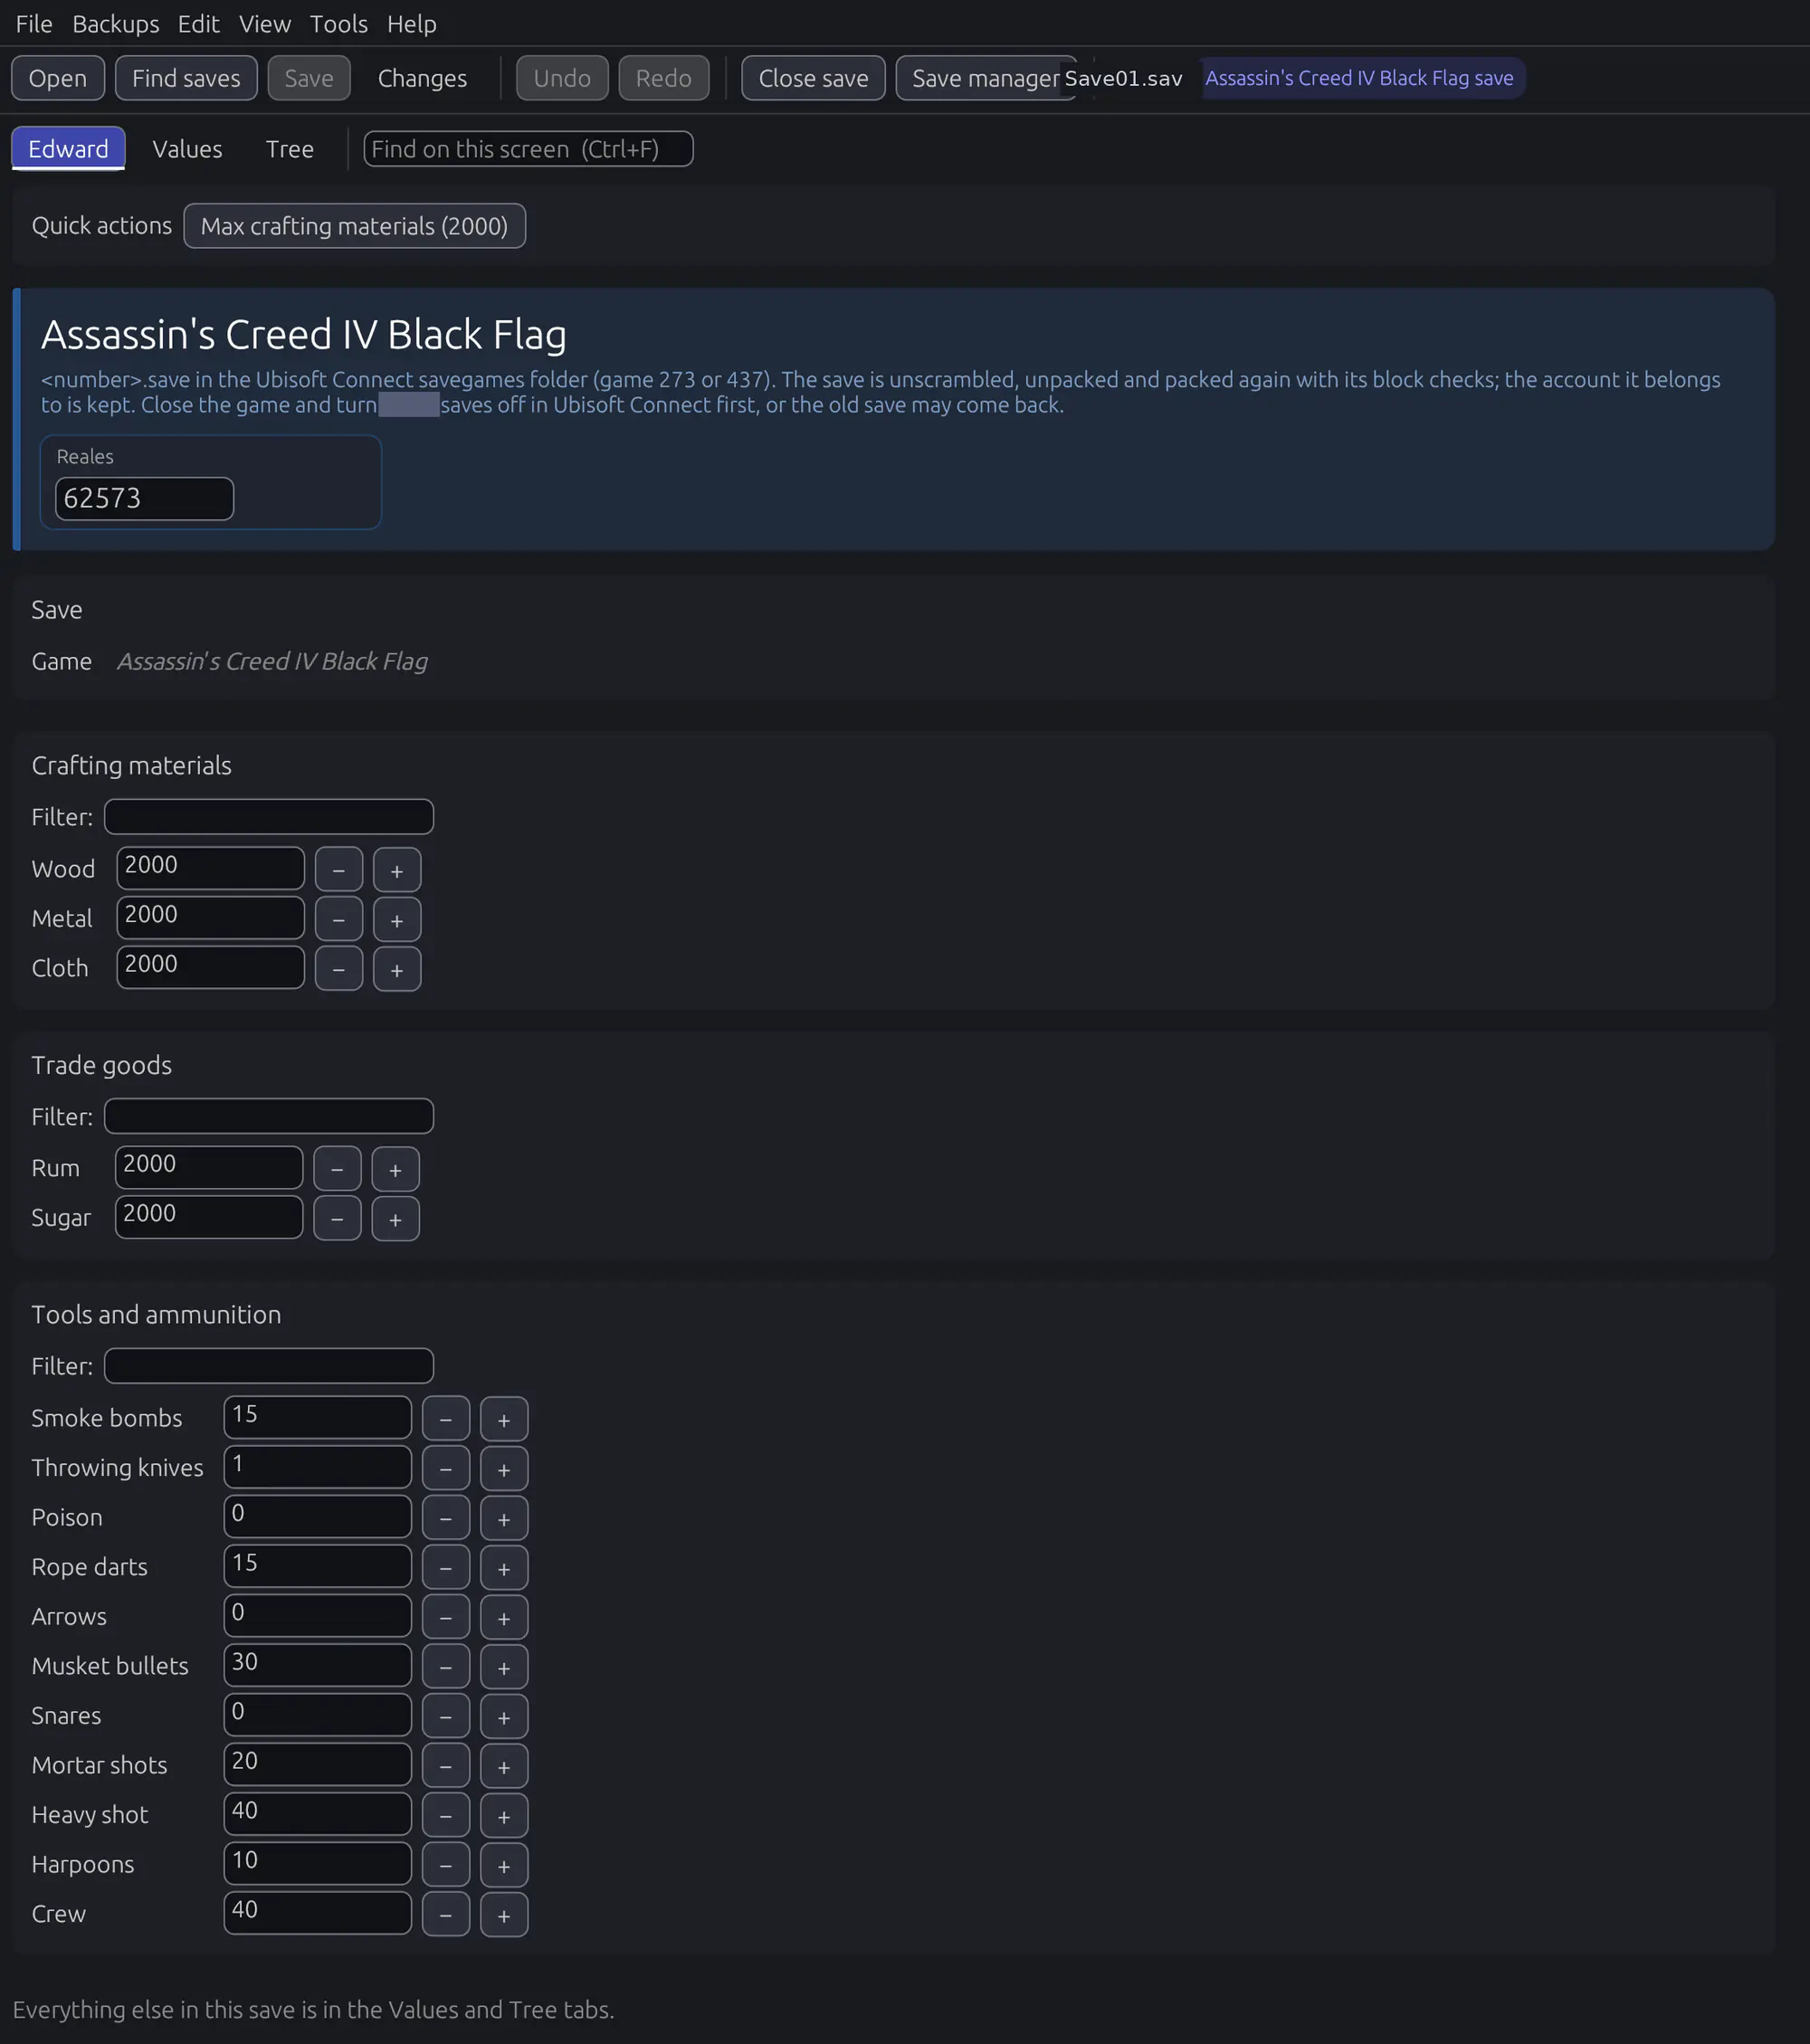 File Backups Edit View Tools Help
Open Find saves Save Changes Undo Redo Close save Save manager Save01.sav Assassin's Creed IV Black Flag save
Edward Values Tree Find on this screen (Ctrl+F)
Quick actions Max crafting materials (2000)
Assassin's Creed IV Black Flag
<number>.save in the Ubisoft Connect savegames folder (game 273 or 437). The save is unscrambled, unpacked and packed again with its block checks; the account it belongs
to is kept. Close the game and turn saves off in Ubisoft Connect first, or the old save may come back.
Reales
62573
Save
Game Assassin's Creed IV Black Flag
Crafting materials
Filter:
Wood 2000 − +
Metal 2000 − +
Cloth 2000 − +
Trade goods
Filter:
Rum 2000 − +
Sugar 2000 − +
Tools and ammunition
Filter:
Smoke bombs 15 − +
Throwing knives 1 − +
Poison 0 − +
Rope darts 15 − +
Arrows 0 − +
Musket bullets 30 − +
Snares 0 − +
Mortar shots 20 − +
Heavy shot 40 − +
Harpoons 10 − +
Crew 40 − +
Everything else in this save is in the Values and Tree tabs.